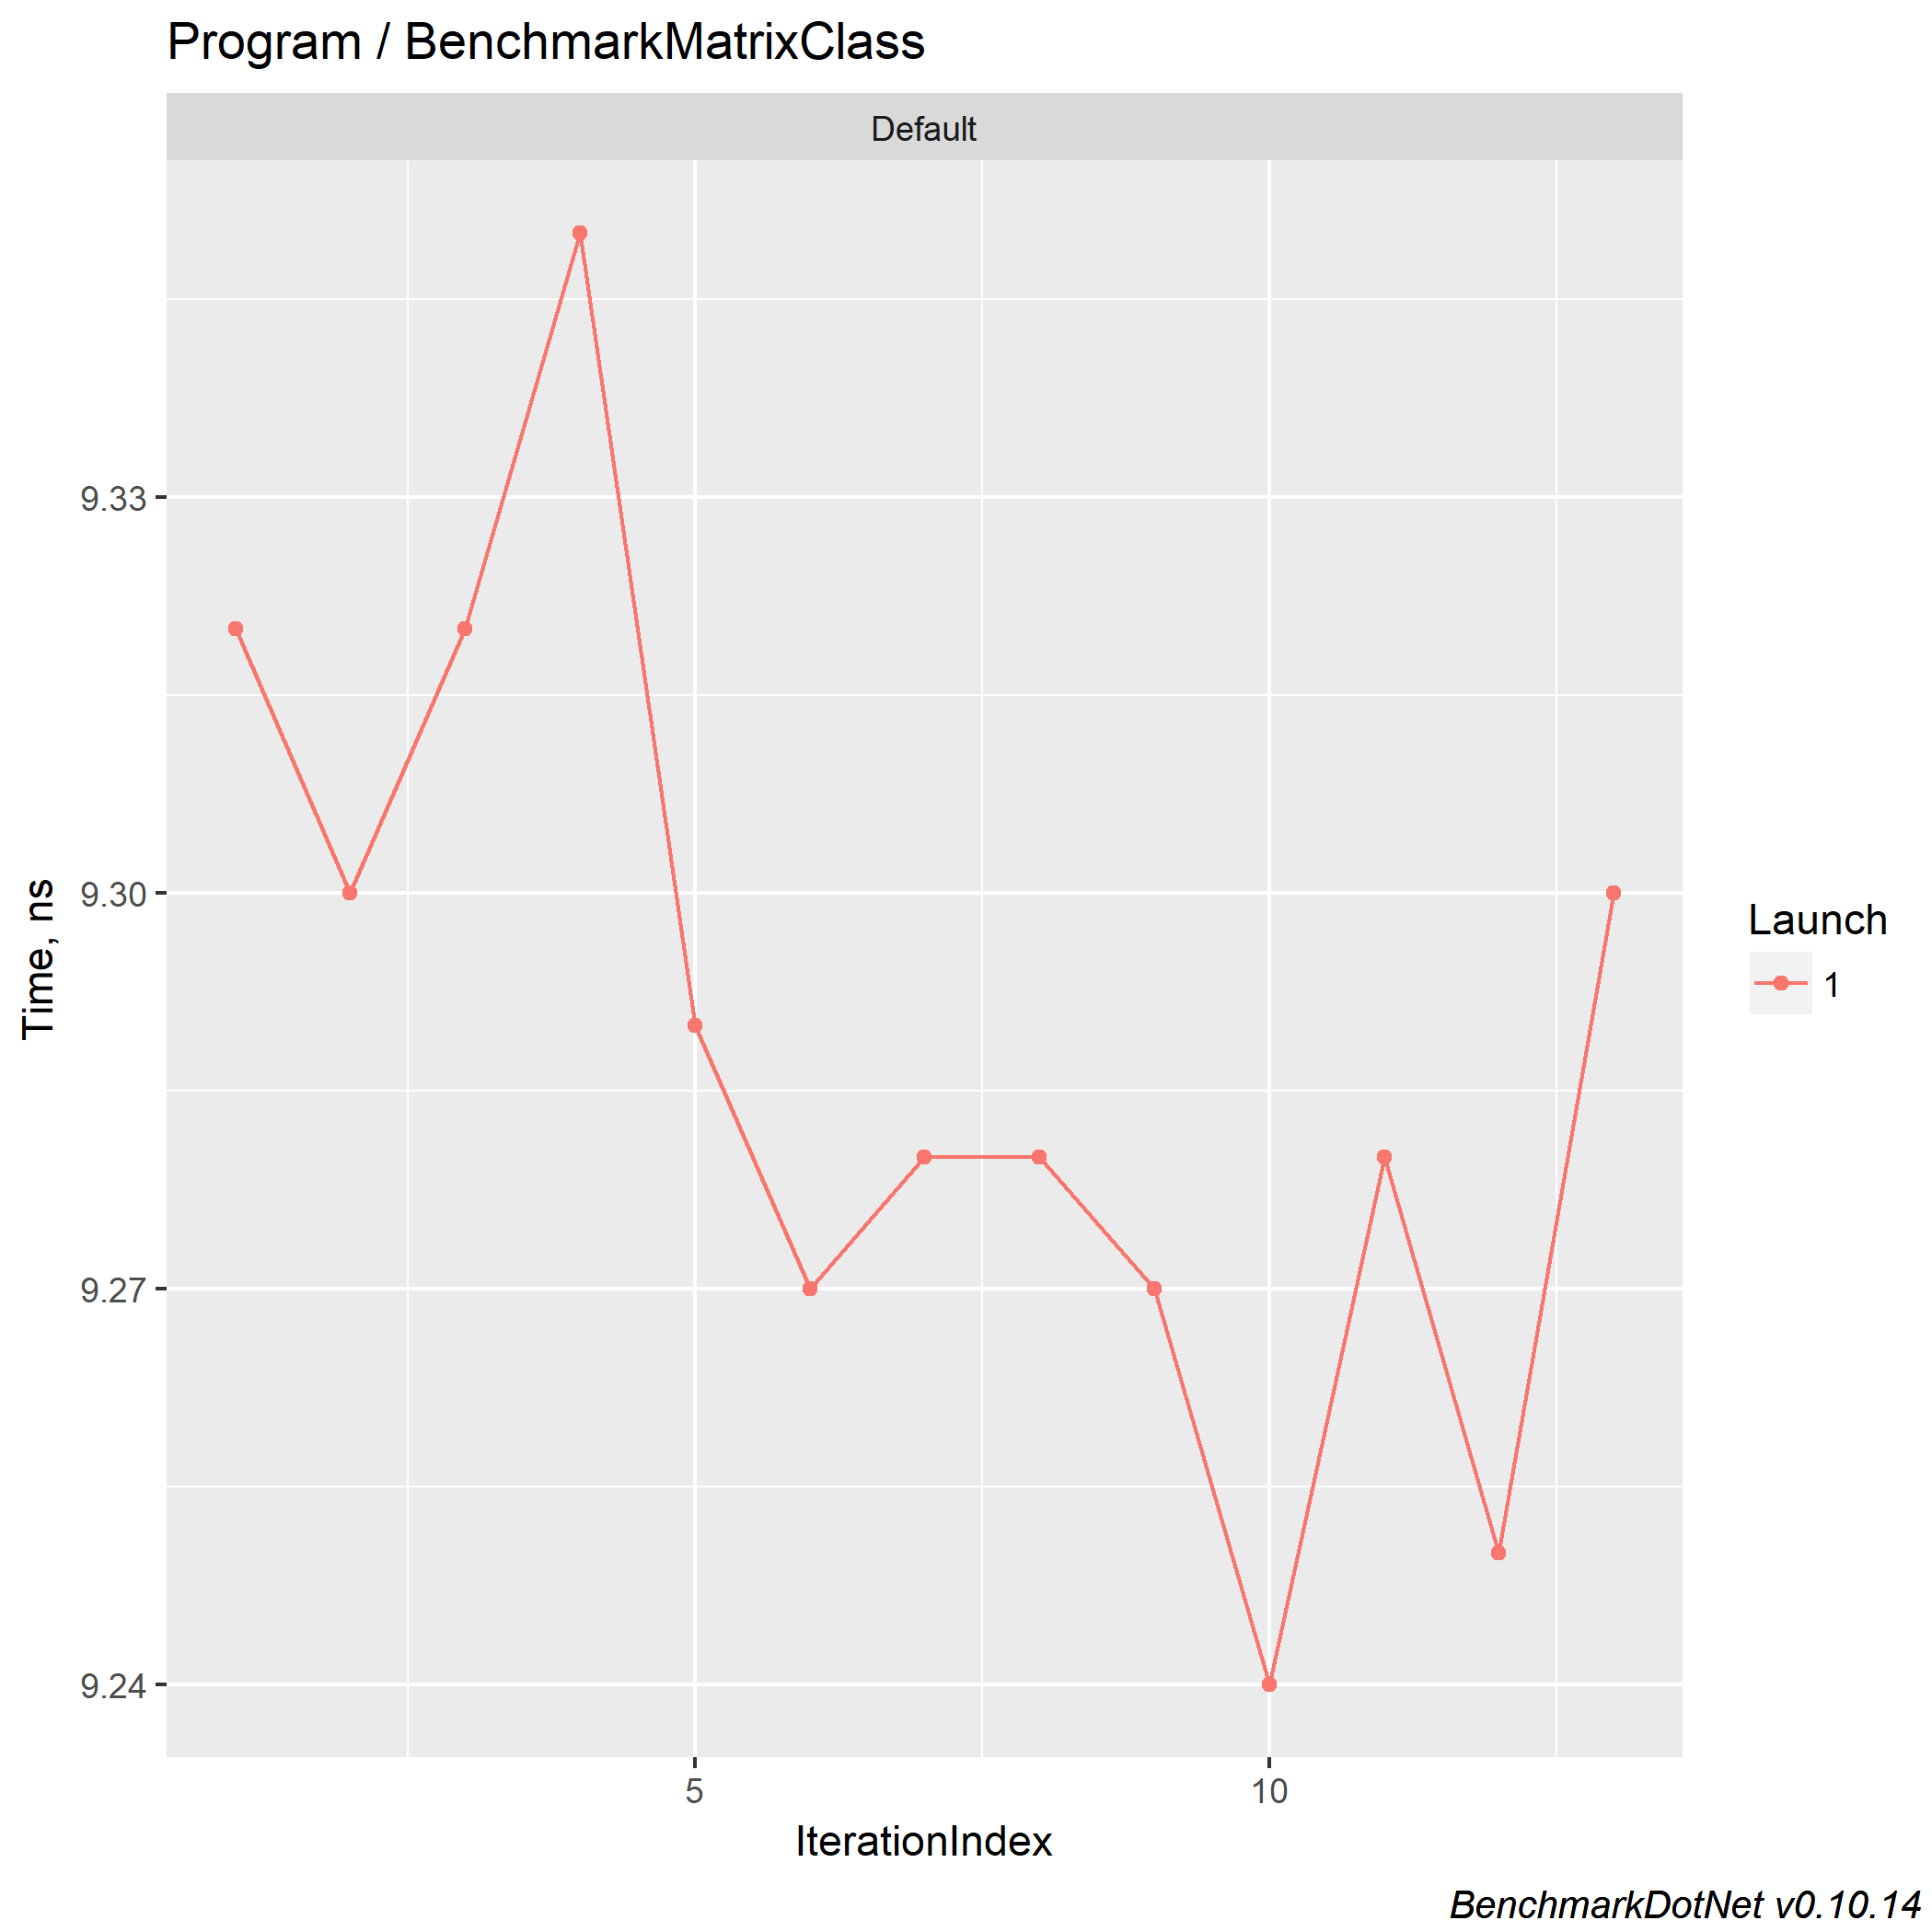 Program / BenchmarkMatrixClass
Default
9.33
9.30
9.27
9.24
Time, ns
5
10
IterationIndex
Launch
1
BenchmarkDotNet v0.10.14